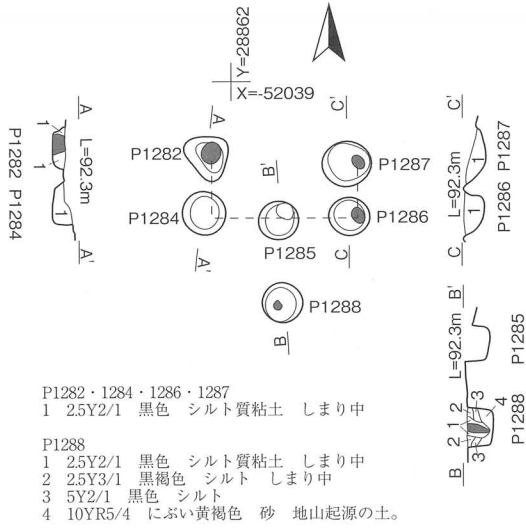 Y=28862
X=-52039
A
A
C'
C'
1
L=92.3m
1
1
P1282 P1284
A'
P1282
P1284
A'
B'
P1285
P1287
P1286
C
P1288
B
L=92.3m
1
1
P1286 P1287
C
B'
L=92.3m
P1285
2 1 2
3
3
4
P1288
B
P1282・1284・1286・1287
1 2.5Y2/1 黒色 シルト質粘土 しまり中
P1288
1 2.5Y2/1 黒色 シルト質粘土 しまり中
2 2.5Y3/1 黒褐色 シルト しまり中
3 5Y2/1 黒色 シルト
4 10YR5/4 にぶい黄褐色 砂 地山起源の土。